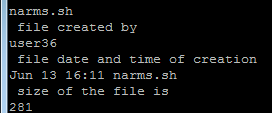 narms.sh
file created by
user36
file date and time of creation
Jun 13 16:11 narms.sh
size of the file is
281